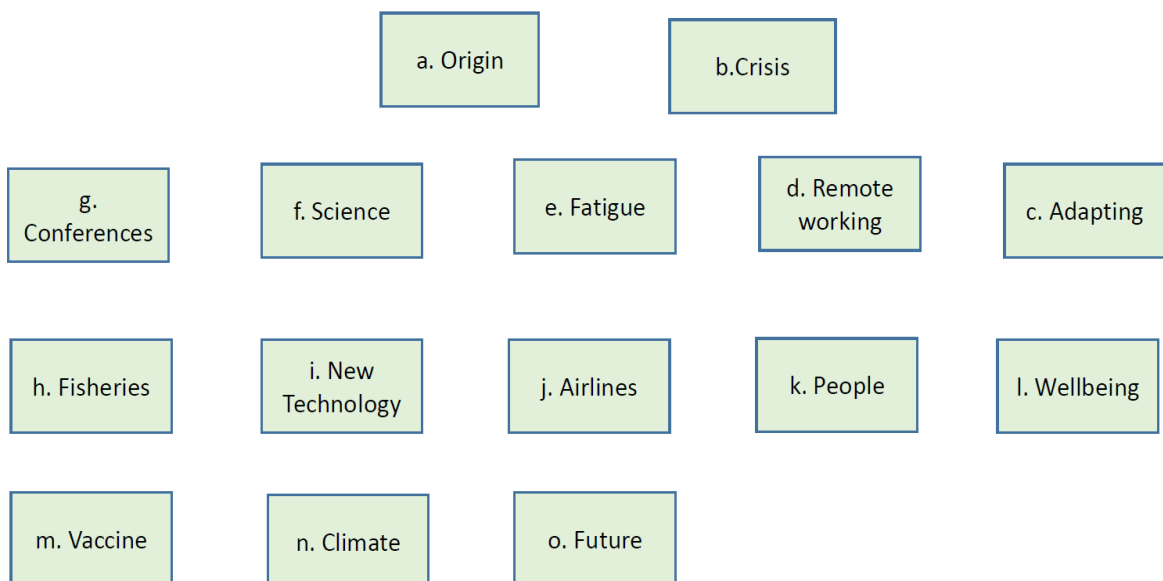 a. Origin
b.Crisis
g.
Conferences
f. Science
e. Fatigue
d. Remote
working
c. Adapting
h. Fisheries
i. New
Technology
j. Airlines
k. People
l. Wellbeing
m. Vaccine
n. Climate
o. Future